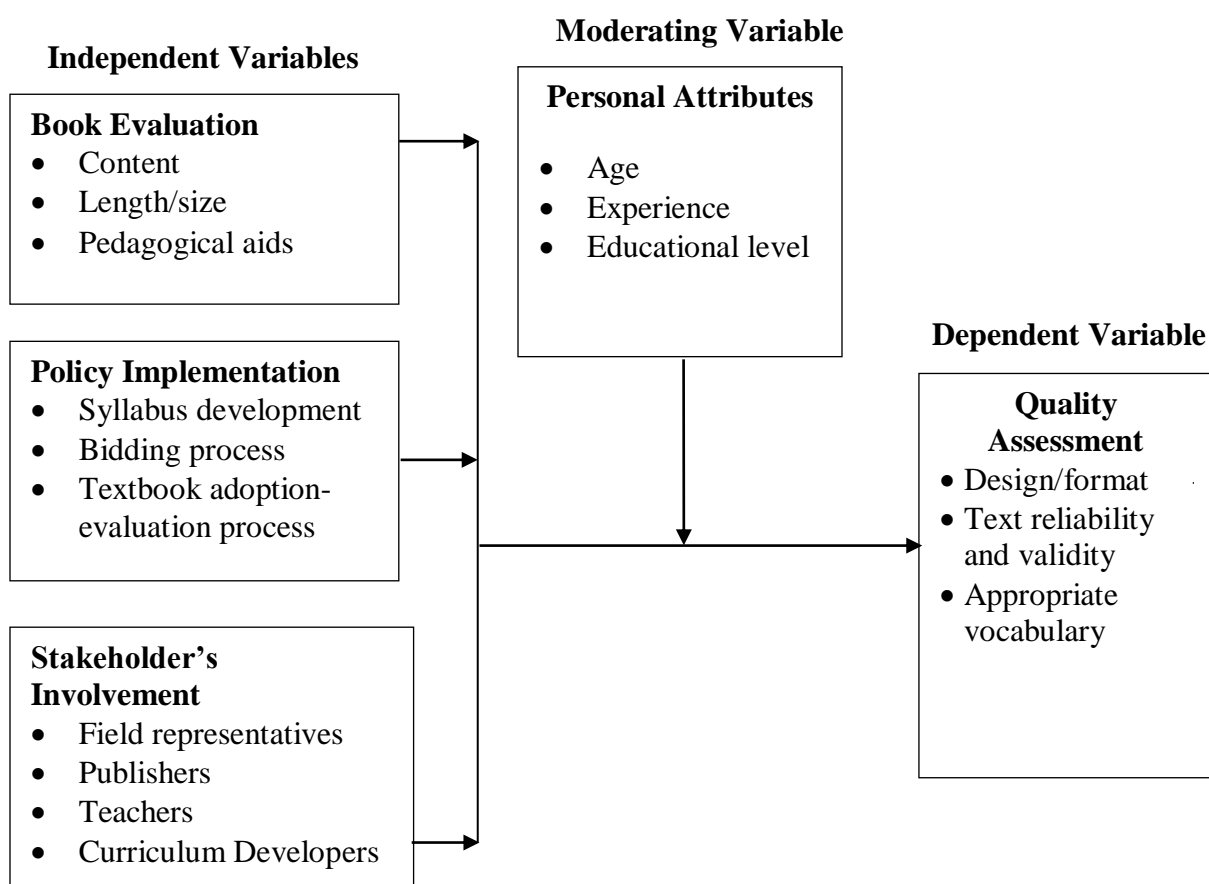 Independent Variables
Book Evaluation
• Content
• Length/size
• Pedagogical aids
Policy Implementation
• Syllabus development
• Bidding process
• Textbook adoption-
evaluation process
Stakeholder’s
Involvement
• Field representatives
• Publishers
• Teachers
• Curriculum Developers
Moderating Variable
Personal Attributes
• Age
• Experience
• Educational level
Dependent Variable
Quality
Assessment
• Design/format
• Text reliability
and validity
• Appropriate
vocabulary